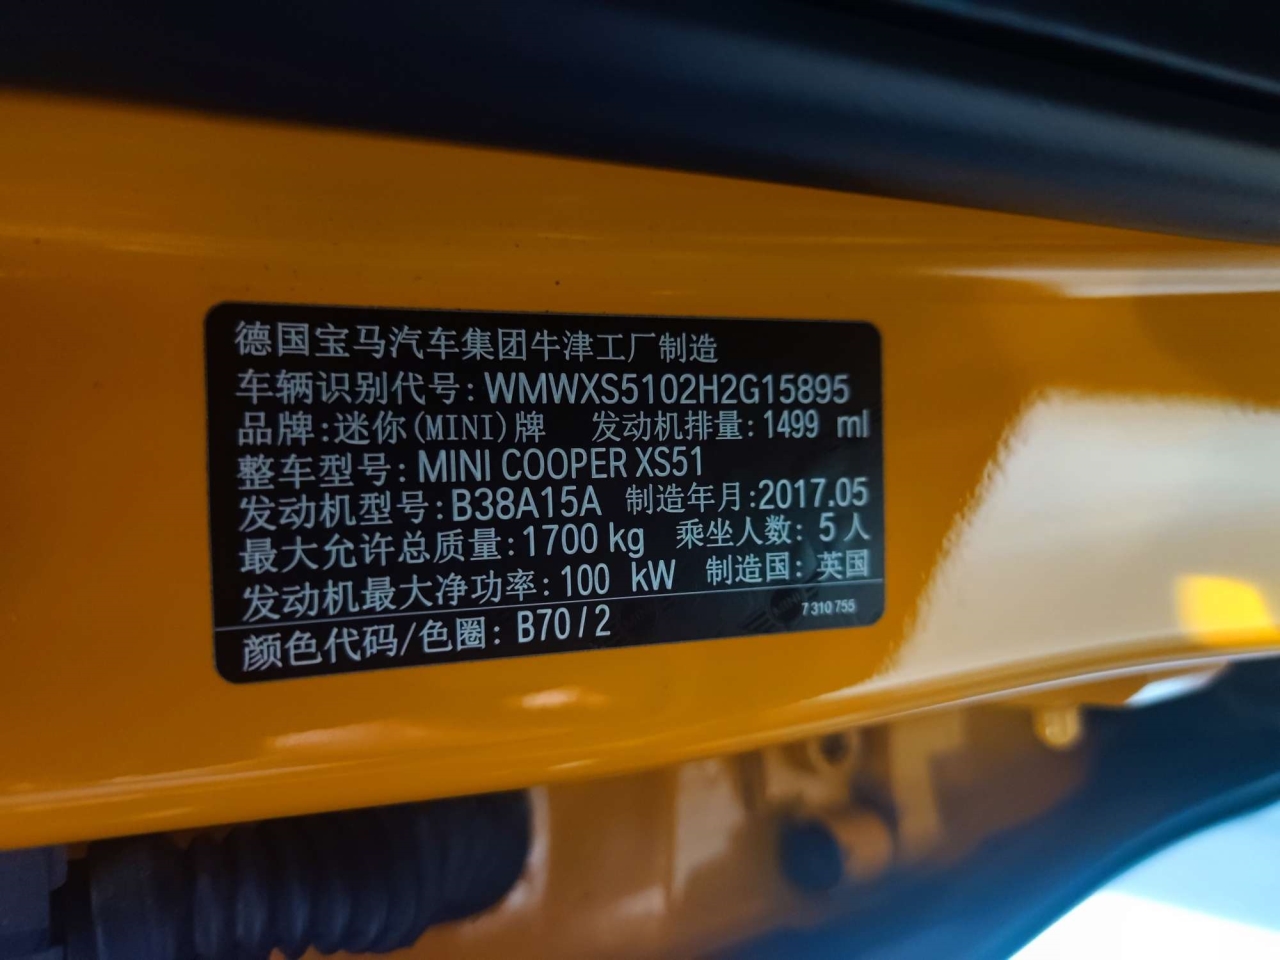 德国宝马汽车集团牛津工厂制造
车辆识别代号: WMWXS5102H2G15895
品牌:迷你(MINI)牌 发动机排量:1499 ml
整车型号: MINI COOPER XS51
发动机型号:B38A15A 制造年月:2017.05
最大允许总质量:1700 kg 乘坐人数: 5人
发动机最大净功率:100 kW 制造国: 英国
7 310 755
颜色代码/色圈: B70/2